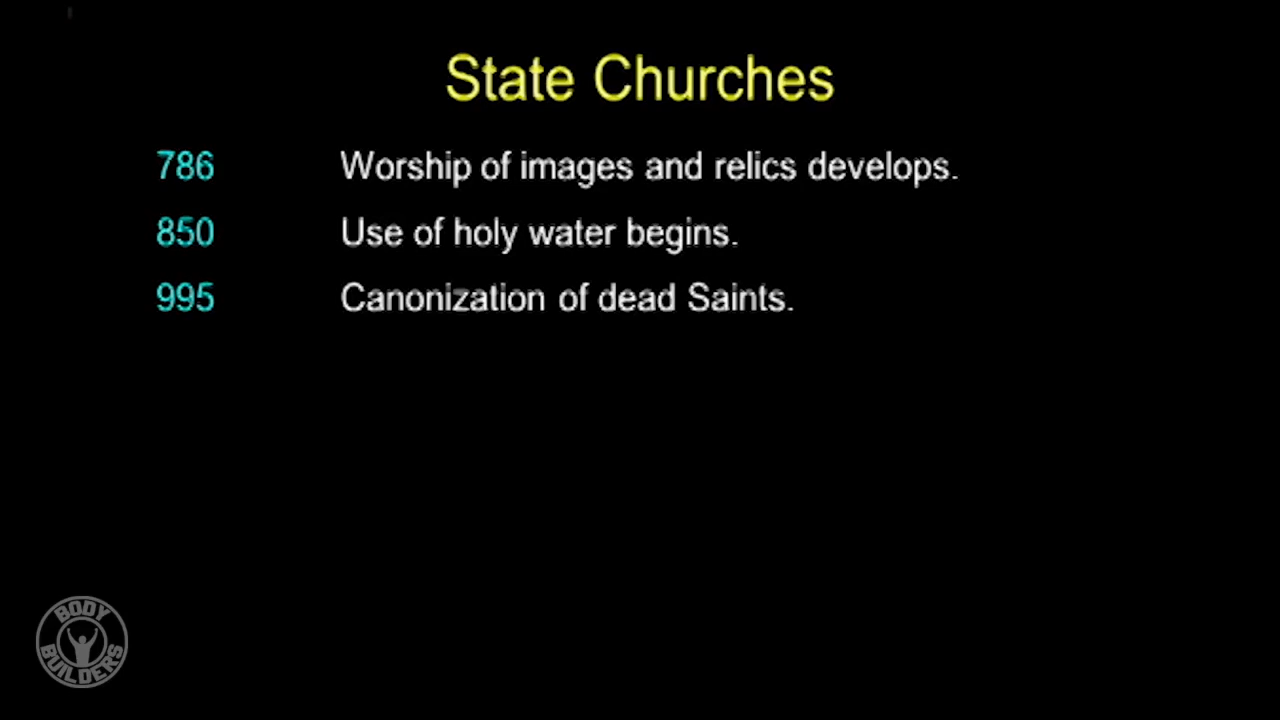 State Churches
786 Worship of images and relics develops.
850 Use of holy water begins.
995 Canonization of dead Saints.
BODY
BUILDERS